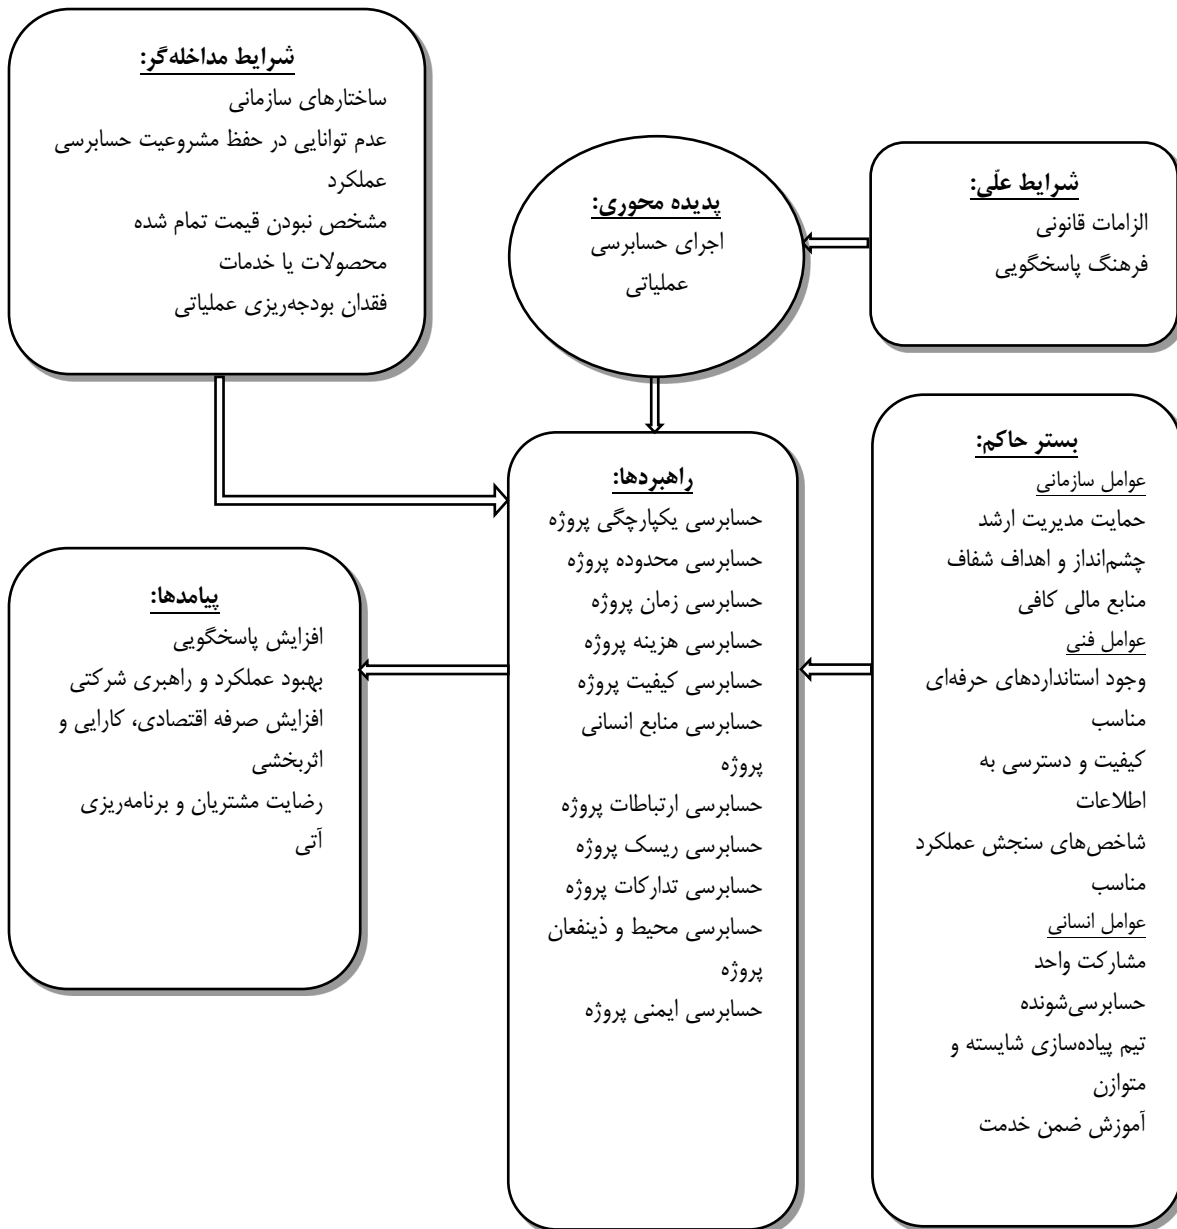 شرایط علّی:
الزامات قانونی
فرهنگ پاسخگویی
پدیده محوری:
اجرای حسابرسی
عملیاتی
شرایط مداخله‌گر:
ساختارهای سازمانی
عدم توانایی در حفظ مشروعیت حسابرسی
عملکرد
مشخص نبودن قیمت تمام شده
محصولات یا خدمات
فقدان بودجه‌ریزی عملیاتی
بستر حاکم:
عوامل سازمانی
حمایت مدیریت ارشد
چشم‌انداز و اهداف شفاف
منابع مالی کافی
عوامل فنی
وجود استانداردهای حرفه‌ای
مناسب
کیفیت و دسترسی به
اطلاعات
شاخص‌های سنجش عملکرد
مناسب
عوامل انسانی
مشارکت واحد
حسابرسی‌شونده
تیم پیاده‌سازی شایسته و
متوازن
آموزش ضمن خدمت
راهبردها:
حسابرسی یکپارچگی پروژه
حسابرسی محدوده پروژه
حسابرسی زمان پروژه
حسابرسی هزینه پروژه
حسابرسی کیفیت پروژه
حسابرسی منابع انسانی
پروژه
حسابرسی ارتباطات پروژه
حسابرسی ریسک پروژه
حسابرسی تدارکات پروژه
حسابرسی محیط و ذینفعان
پروژه
حسابرسی ایمنی پروژه
پیامدها:
افزایش پاسخگویی
بهبود عملکرد و راهبری شرکتی
افزایش صرفه اقتصادی، کارایی و
اثربخشی
رضایت مشتریان و برنامه‌ریزی
آتی